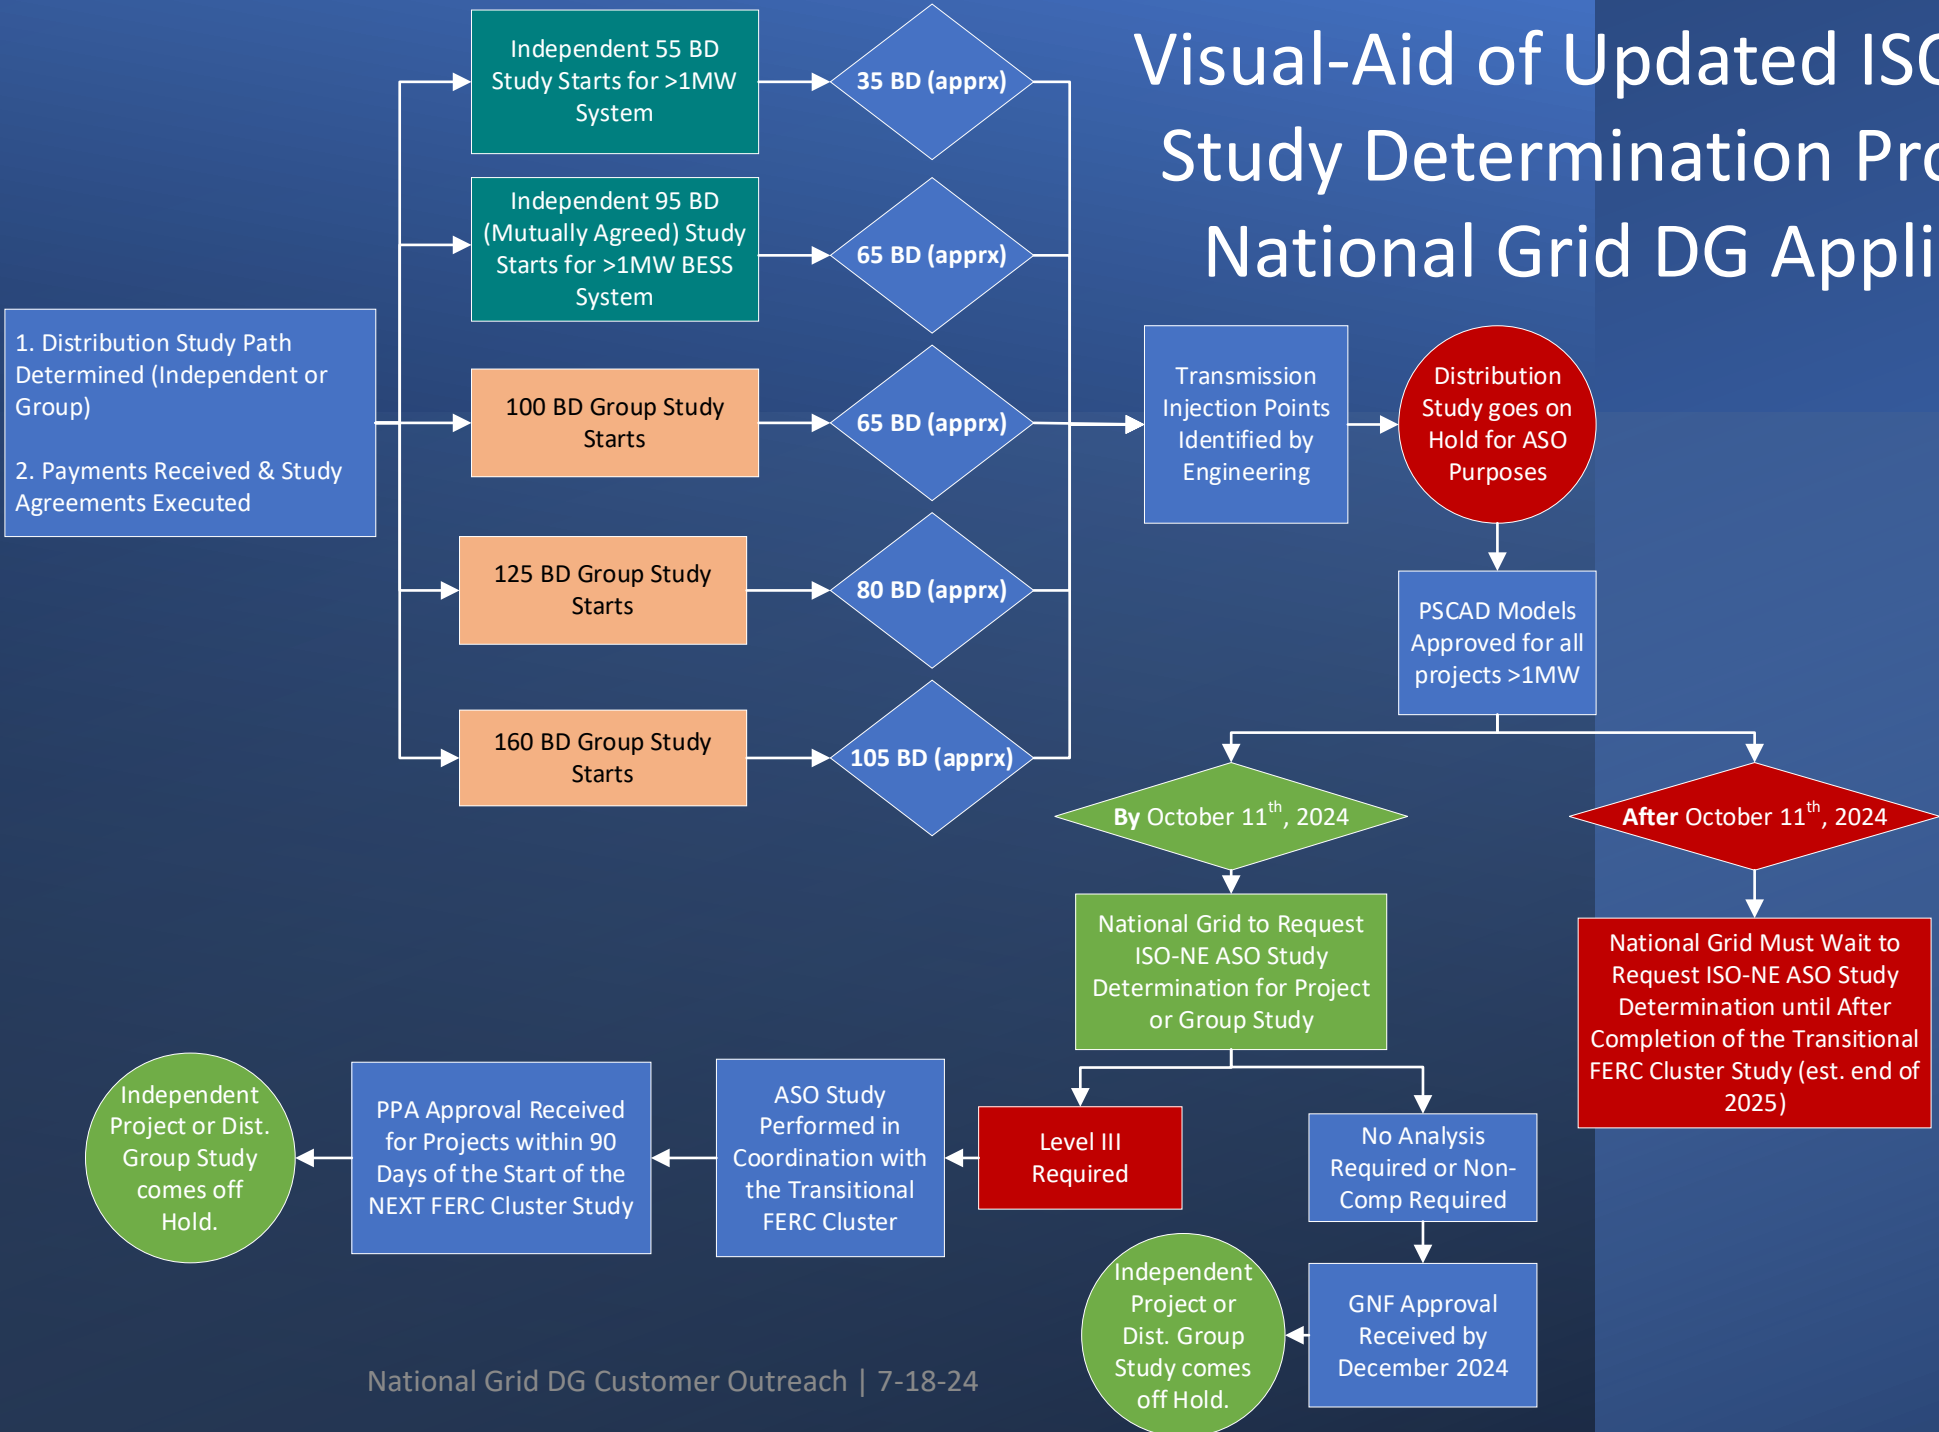 Visual-Aid of Updated ISO
Study Determination Pro
National Grid DG Appli
Independent 55 BD
Study Starts for >1MW
System
35 BD (apprx)
Independent 95 BD
(Mutually Agreed) Study
Starts for >1MW BESS
System
65 BD (apprx)
1. Distribution Study Path
Determined (Independent or
Group)
2. Payments Received & Study
Agreements Executed
100 BD Group Study
Starts
65 BD (apprx)
125 BD Group Study
Starts
80 BD (apprx)
160 BD Group Study
Starts
105 BD (apprx)
Transmission
Injection Points
Identified by
Engineering
Distribution
Study goes on
Hold for ASO
Purposes
PSCAD Models
Approved for all
projects >1MW
By October 11th, 2024
After October 11th, 2024
National Grid to Request
ISO-NE ASO Study
Determination for Project
or Group Study
National Grid Must Wait to
Request ISO-NE ASO Study
Determination until After
Completion of the Transitional
FERC Cluster Study (est. end of
2025)
Level III
Required
ASO Study
Performed in
Coordination with
the Transitional
FERC Cluster
PPA Approval Received
for Projects within 90
Days of the Start of the
NEXT FERC Cluster Study
Independent
Project or Dist.
Group Study
comes off
Hold.
No Analysis
Required or Non-
Comp Required
GNF Approval
Received by
December 2024
Independent
Project or
Dist. Group
Study comes
off Hold.
National Grid DG Customer Outreach | 7-18-24